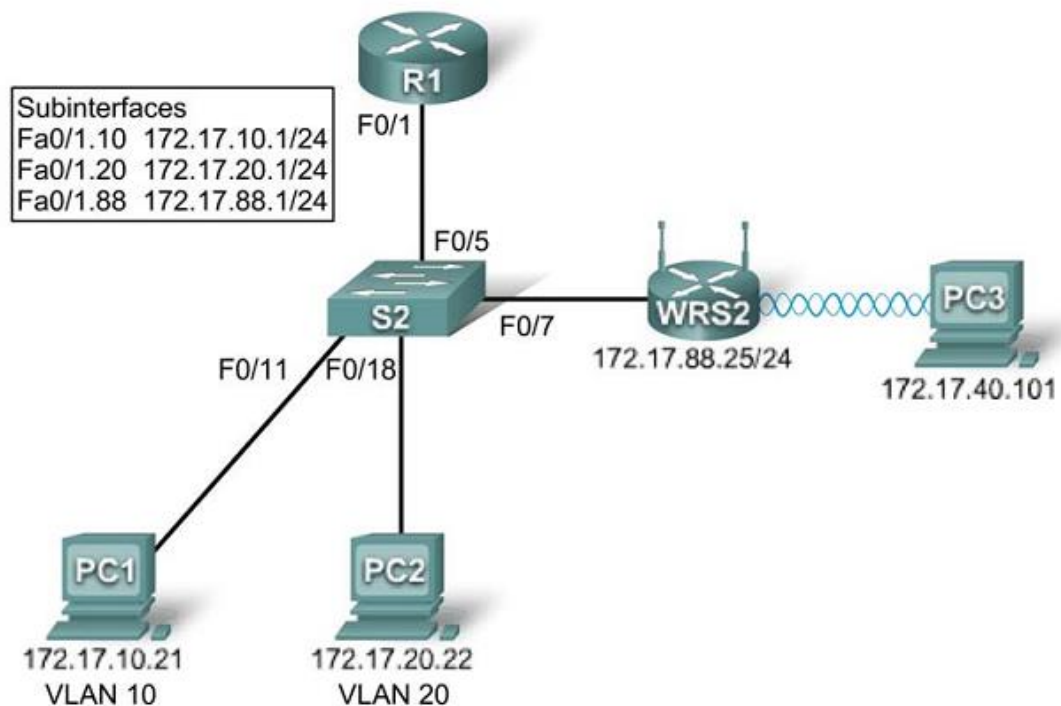 R1
Subinterfaces
Fa0/1.10 172.17.10.1/24
Fa0/1.20 172.17.20.1/24
Fa0/1.88 172.17.88.1/24
F0/1
F0/5
S2
F0/7
WRS2
172.17.88.25/24
PC3
172.17.40.101
F0/11
F0/18
PC1
172.17.10.21
VLAN 10
PC2
172.17.20.22
VLAN 20